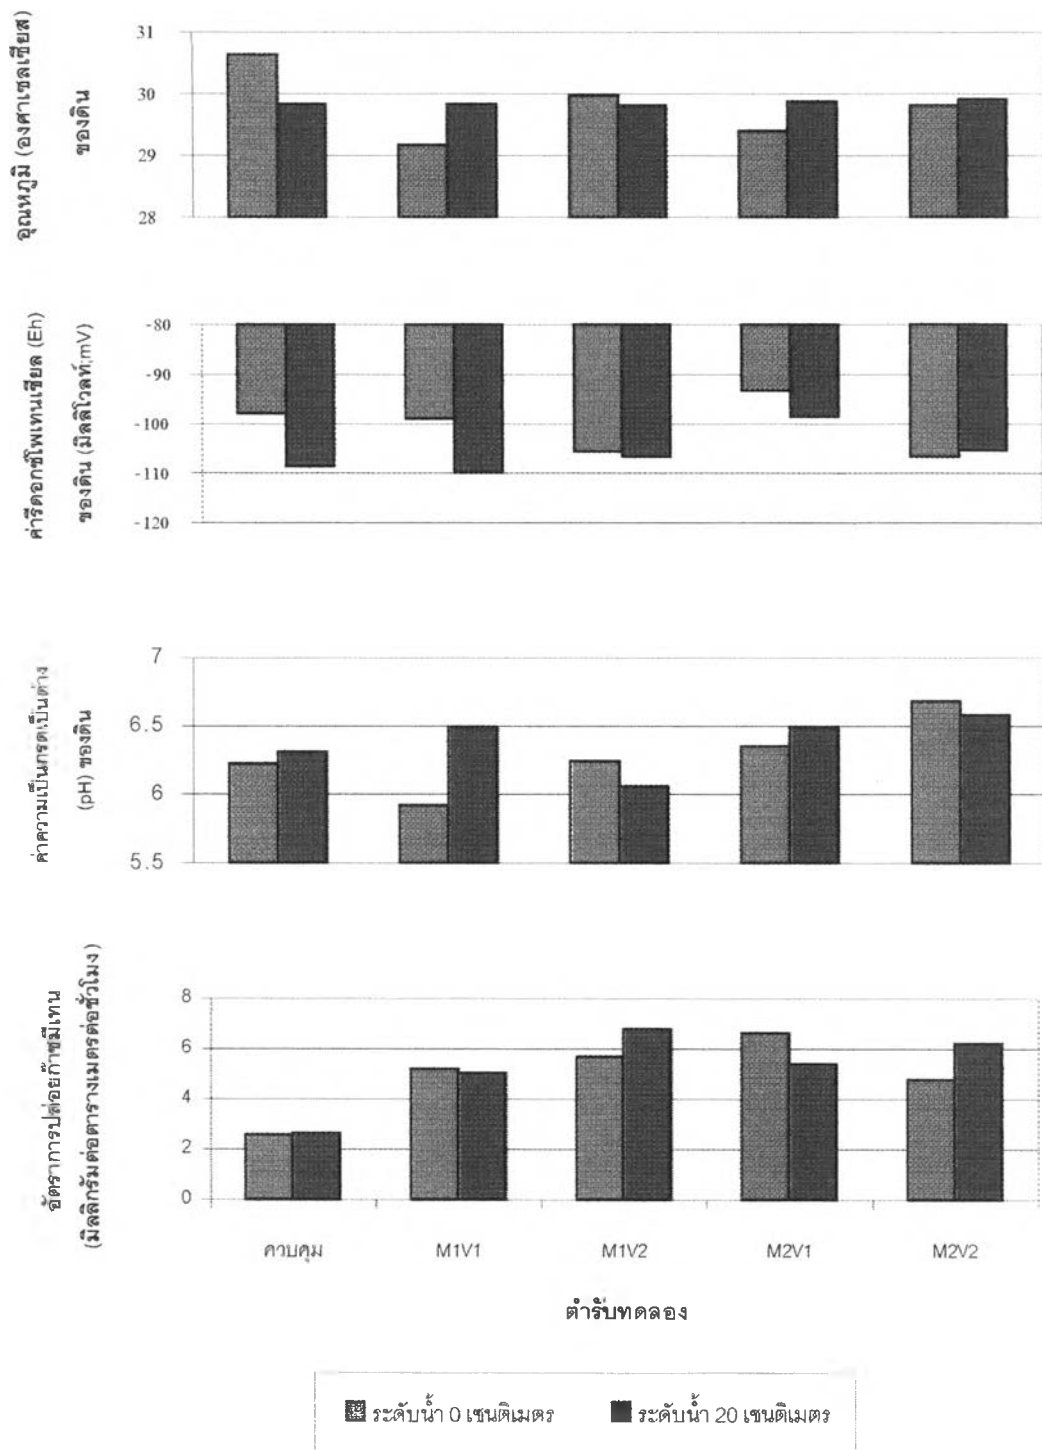 อุณหภูมิ (องศาเซลเซียส)
ของดิน
31
30
29
28
ค่ารีดอกซ์โพเทนเชียล (Eh)
ของดิน (มิลลิโวลท์;mV)
-80
-90
-100
-110
-120
ค่าความเป็นกรดเป็นด่าง
(pH) ของดิน
7
6.5
6
5.5
อัตราการปล่อยก๊าซมีเทน
(มิลลิกรัมต่อตารางเมตรต่อชั่วโมง)
8
6
4
2
0
ควบคุม M1V1 M1V2 M2V1 M2V2
ตำรับทดลอง
ระดับน้ำ 0 เซนติเมตร ระดับน้ำ 20 เซนติเมตร